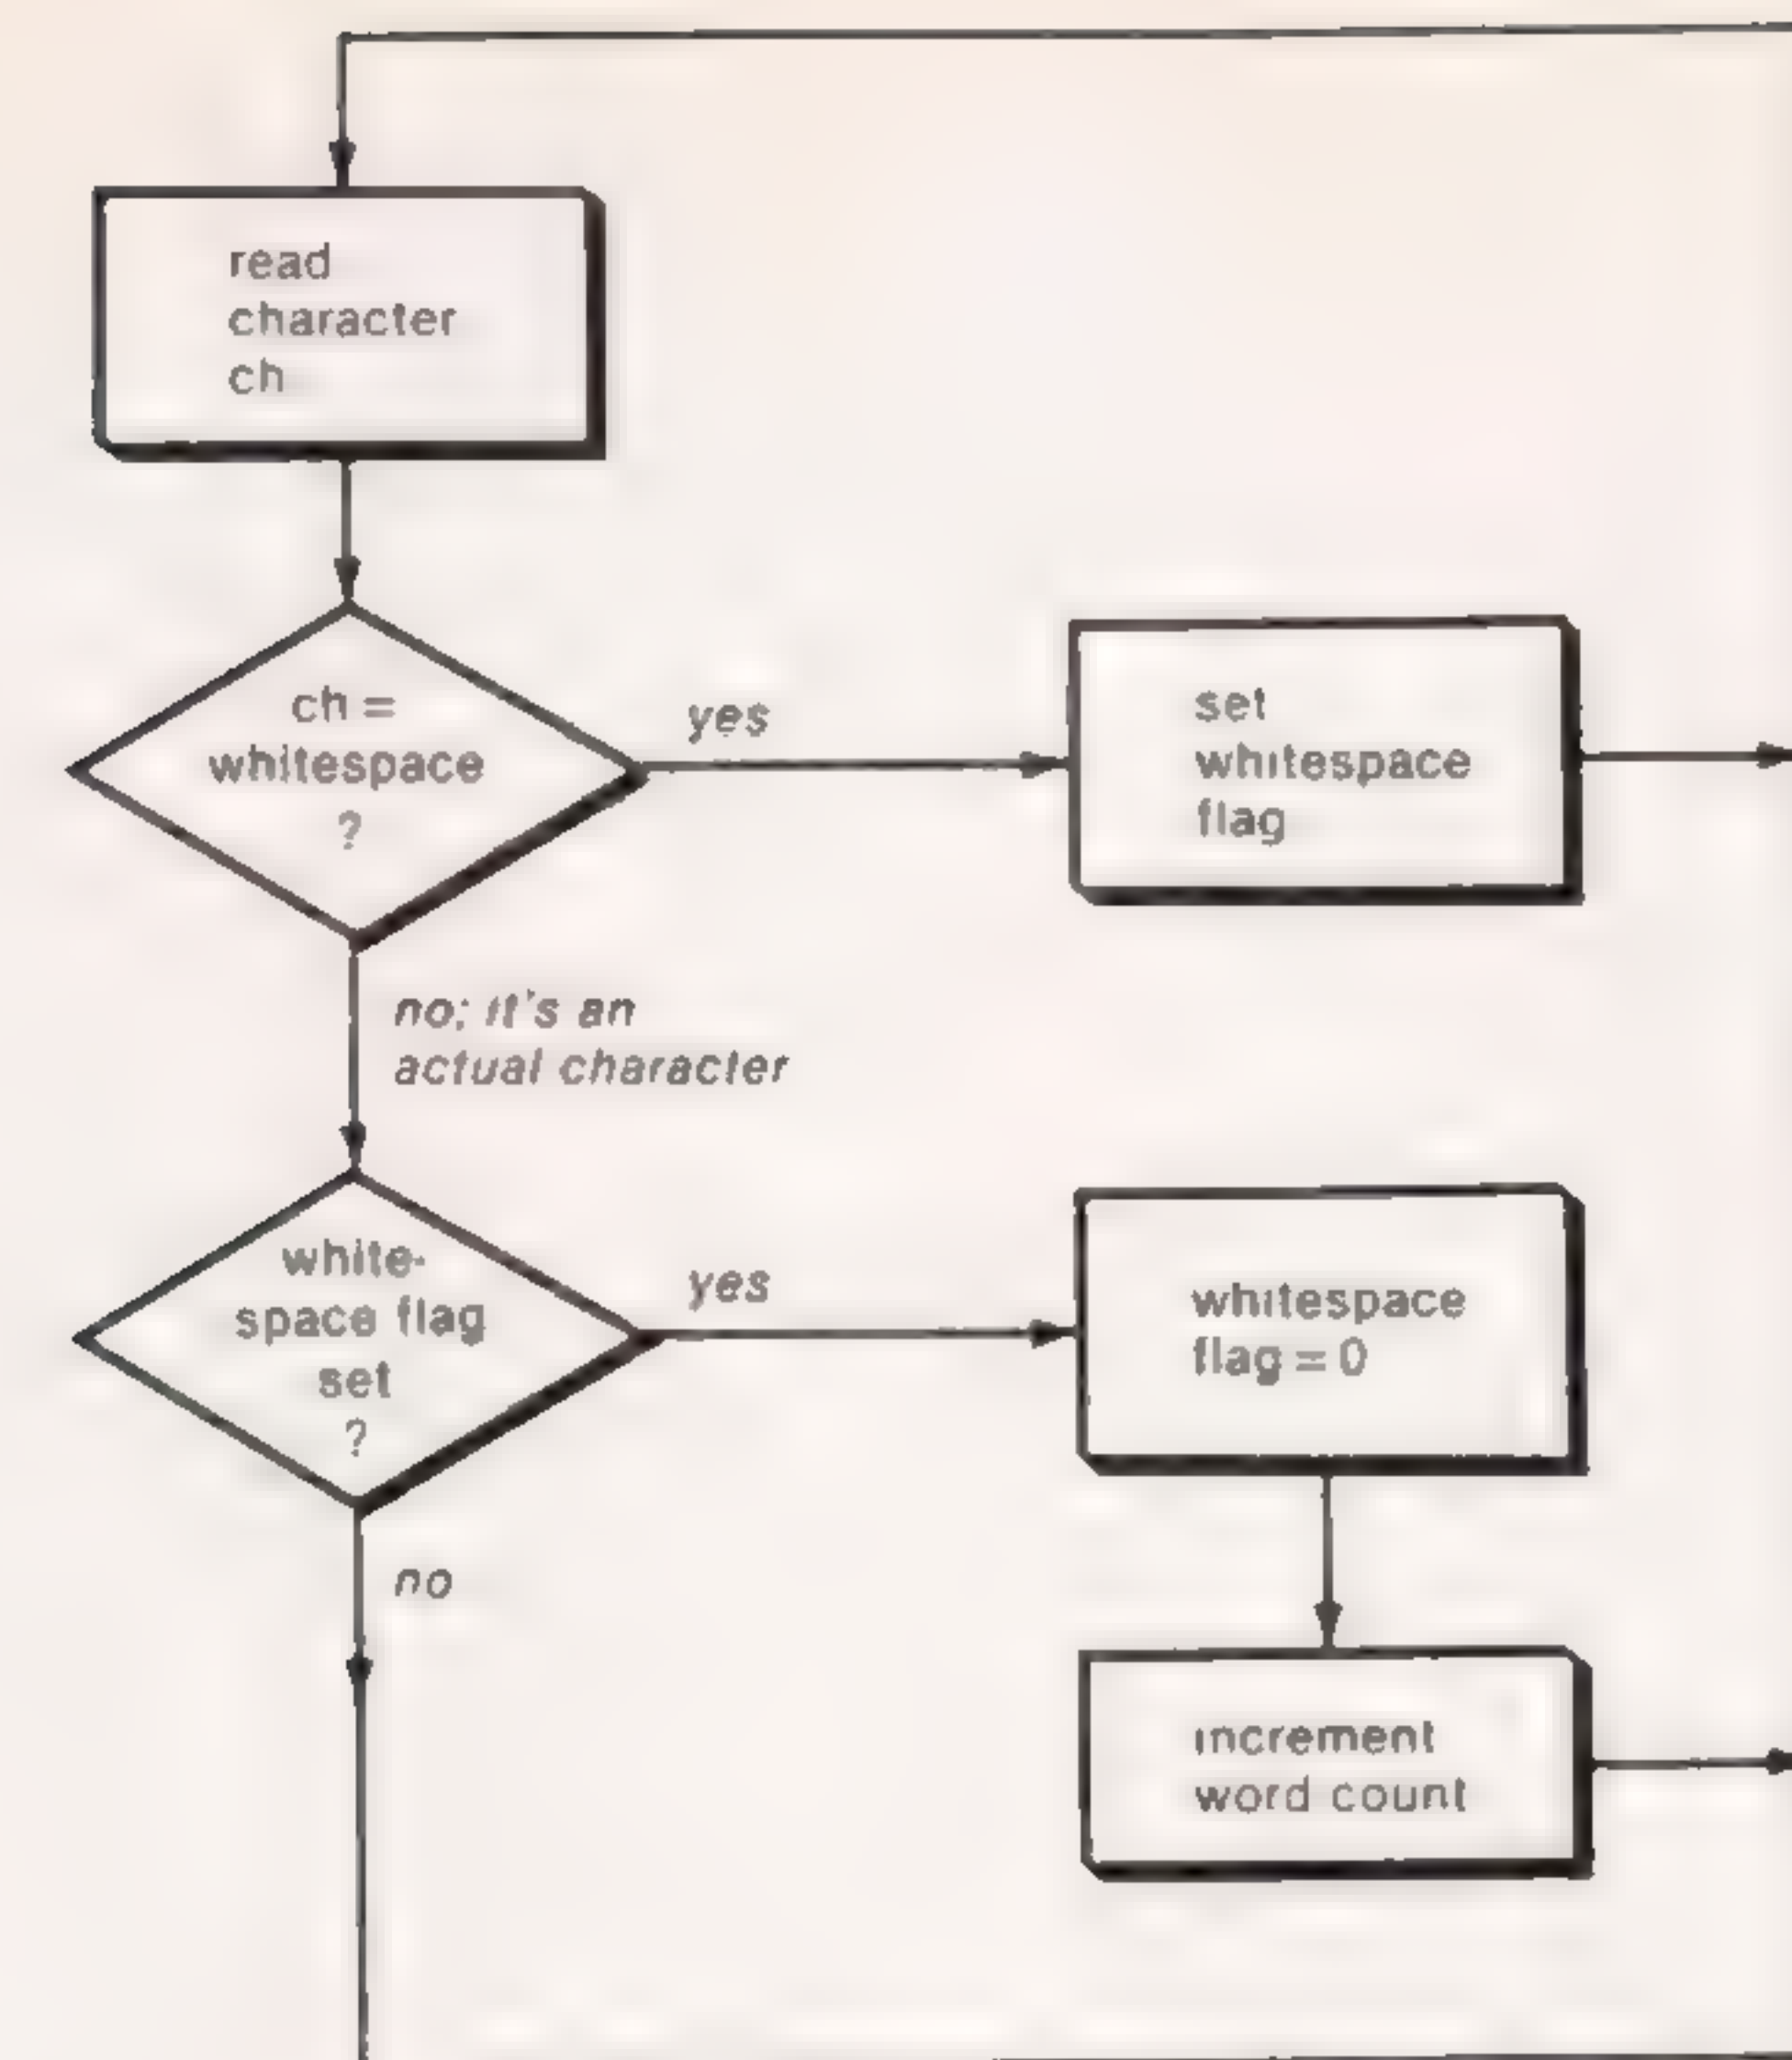 read
character
ch
ch =
whitespace
?
yes
set
whitespace
flag
no; it's an
actual character
white-
space flag
set
?
yes
whitespace
flag = 0
no
increment
word count